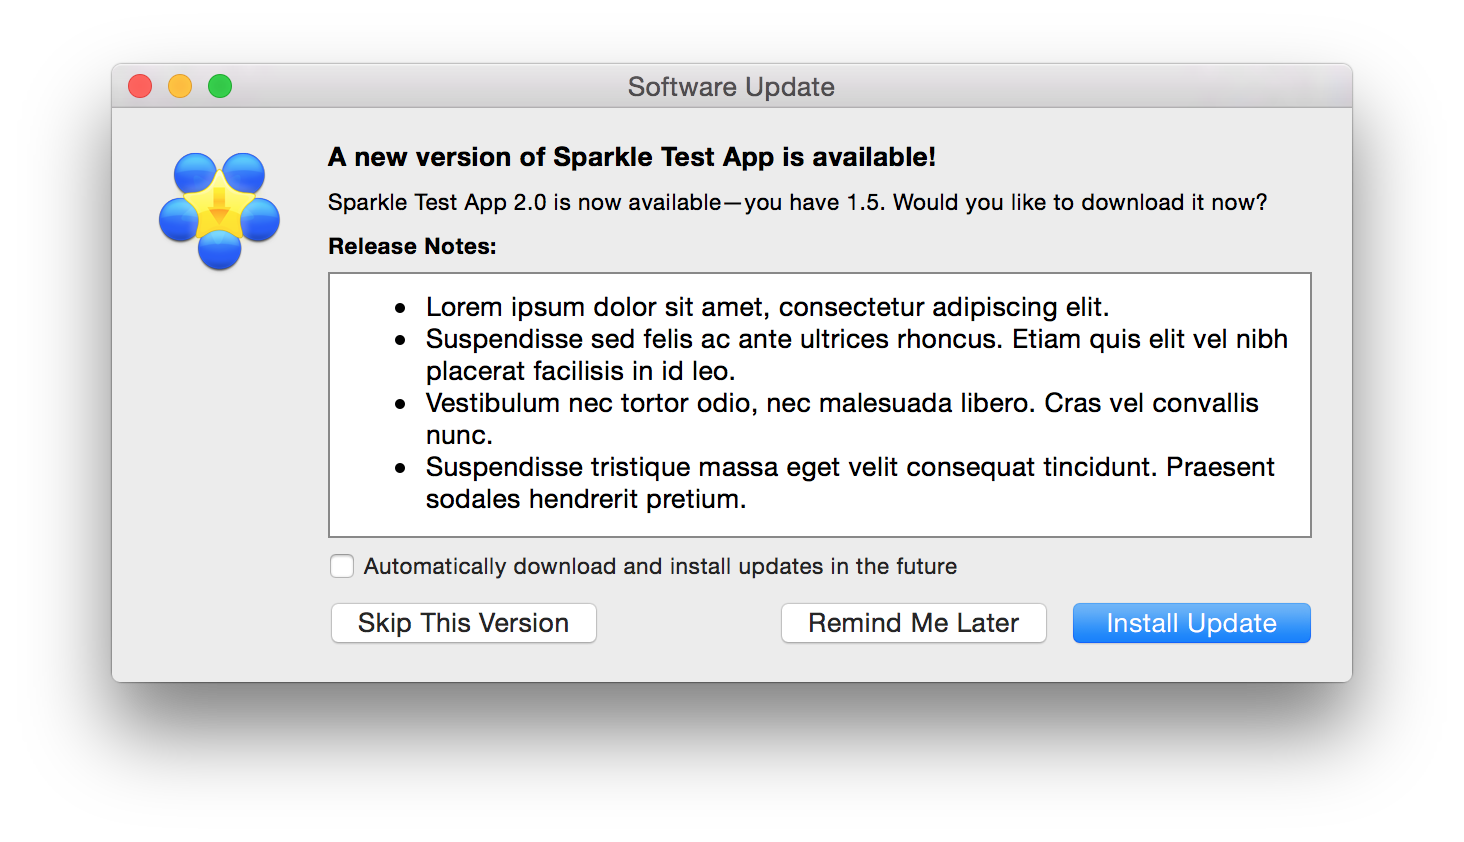 Software Update
A new version of Sparkle Test App is available!
Sparkle Test App 2.0 is now available—you have 1.5. Would you like to download it now?
Release Notes:
• Lorem ipsum dolor sit amet, consectetur adipiscing elit.
• Suspendisse sed felis ac ante ultrices rhoncus. Etiam quis elit vel nibh
placerat facilisis in id leo.
• Vestibulum nec tortor odio, nec malesuada libero. Cras vel convallis
nunc.
• Suspendisse tristique massa eget velit consequat tincidunt. Praesent
sodales hendrerit pretium.
Automatically download and install updates in the future
Skip This Version
Remind Me Later
Install Update